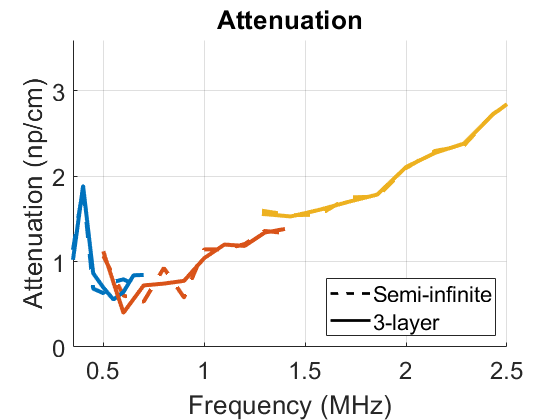 Attenuation
Attenuation (np/cm)
3
2
1
0
0.5
1
1.5
2
2.5
Frequency (MHz)
Semi-infinite
3-layer